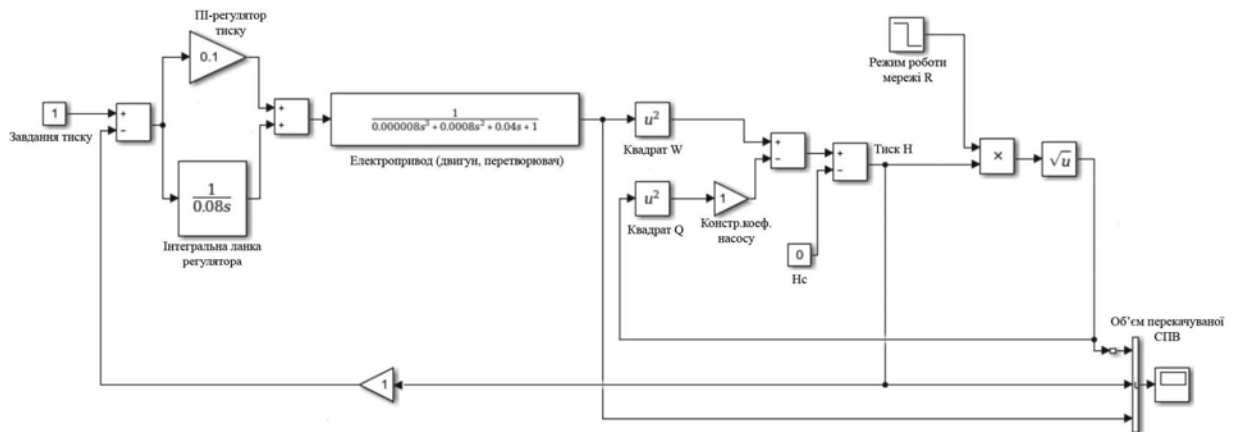 ПІ-регулятор
тиску
0.1
Режим роботи
мережі R
1
+
−
Завдання тиску
+
+
1
0.000008s³ + 0.0008s² + 0.04s + 1
Електропривод (двигун, перетворювач)
u²
Квадрат W
+
−
+
−
Тиск H
×
√u
1
0.08s
Інтегральна ланка
регулятора
u²
Квадрат Q
1
Констр.коеф.
насосу
0
Hc
Об’єм перекачуваної
СПВ
1